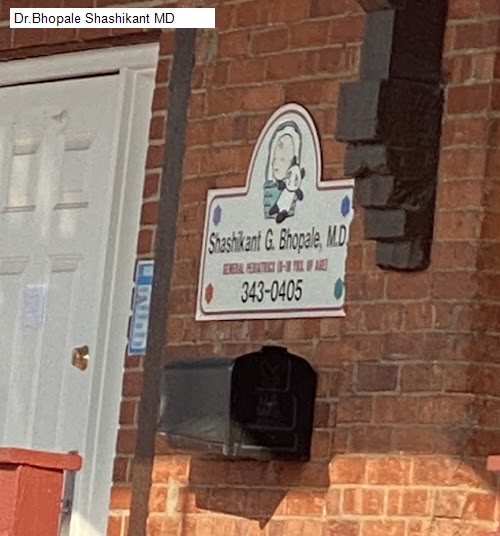 Dr.Bhopale Shashikant MD
Shashikant G. Bhopale, M.D
GENERAL PEDIATRICS (0-18 YRS. OF AGE)
343-0405